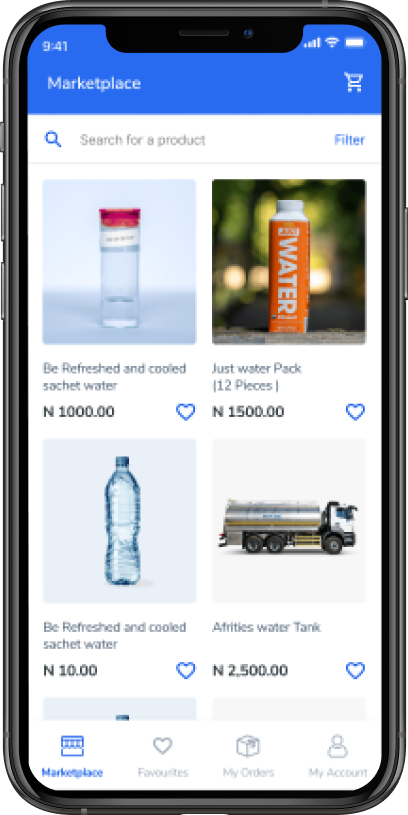 9:41
Marketplace
Search for a product
Filter
JUST
WATER
Be Refreshed and cooled
sachet water
N 1000.00
Just water Pack
(12 Pieces )
N 1500.00
Be Refreshed and cooled
sachet water
N 10.00
Afrities water Tank
N 2,500.00
Marketplace
Favourites
My Orders
My Account